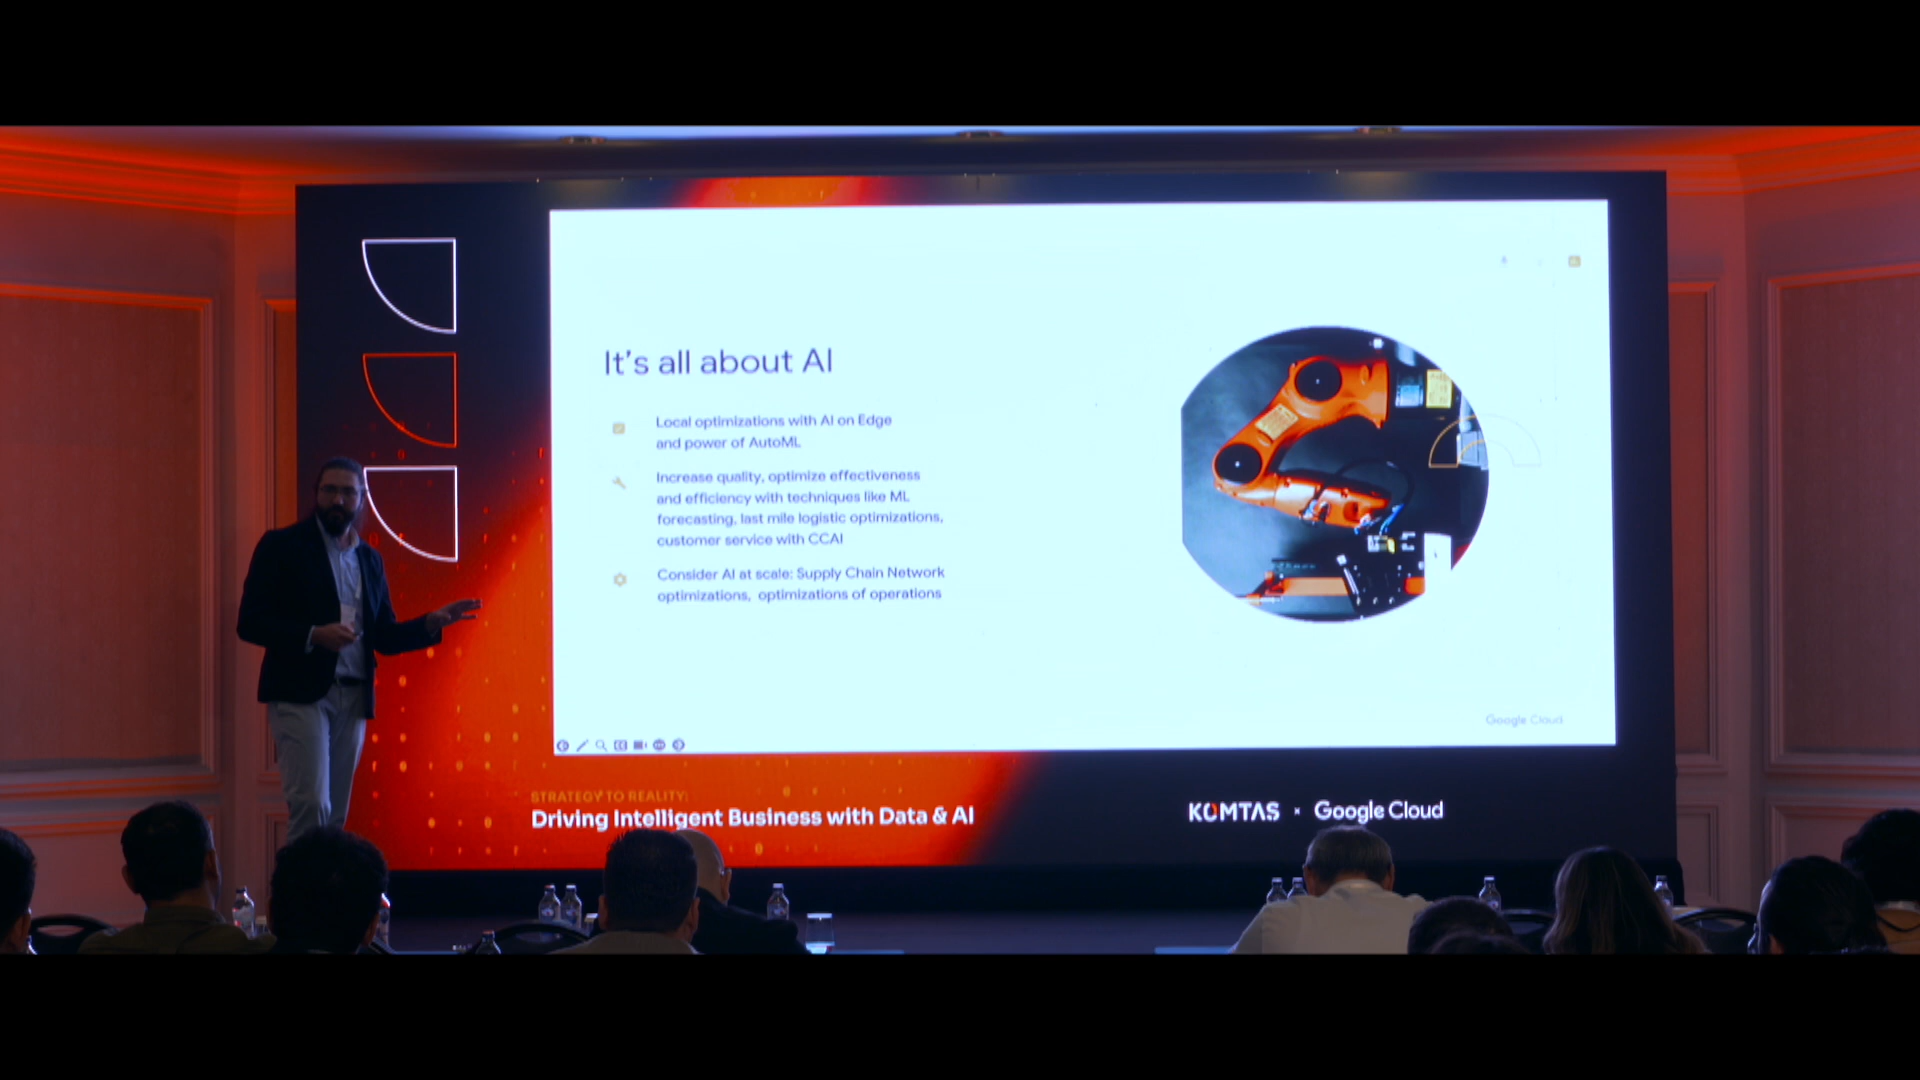 It's all about AI
Local optimizations with AI on Edge
and power of AutoML
Increase quality, optimize effectiveness
and efficiency with techniques like ML
forecasting, last mile logistic optimizations,
customer service with CCAI
Consider AI at scale: Supply Chain Network
optimizations, optimizations of operations
Google Cloud
STRATEGY TO REALITY:
Driving Intelligent Business with Data & AI
KOMTAS × Google Cloud